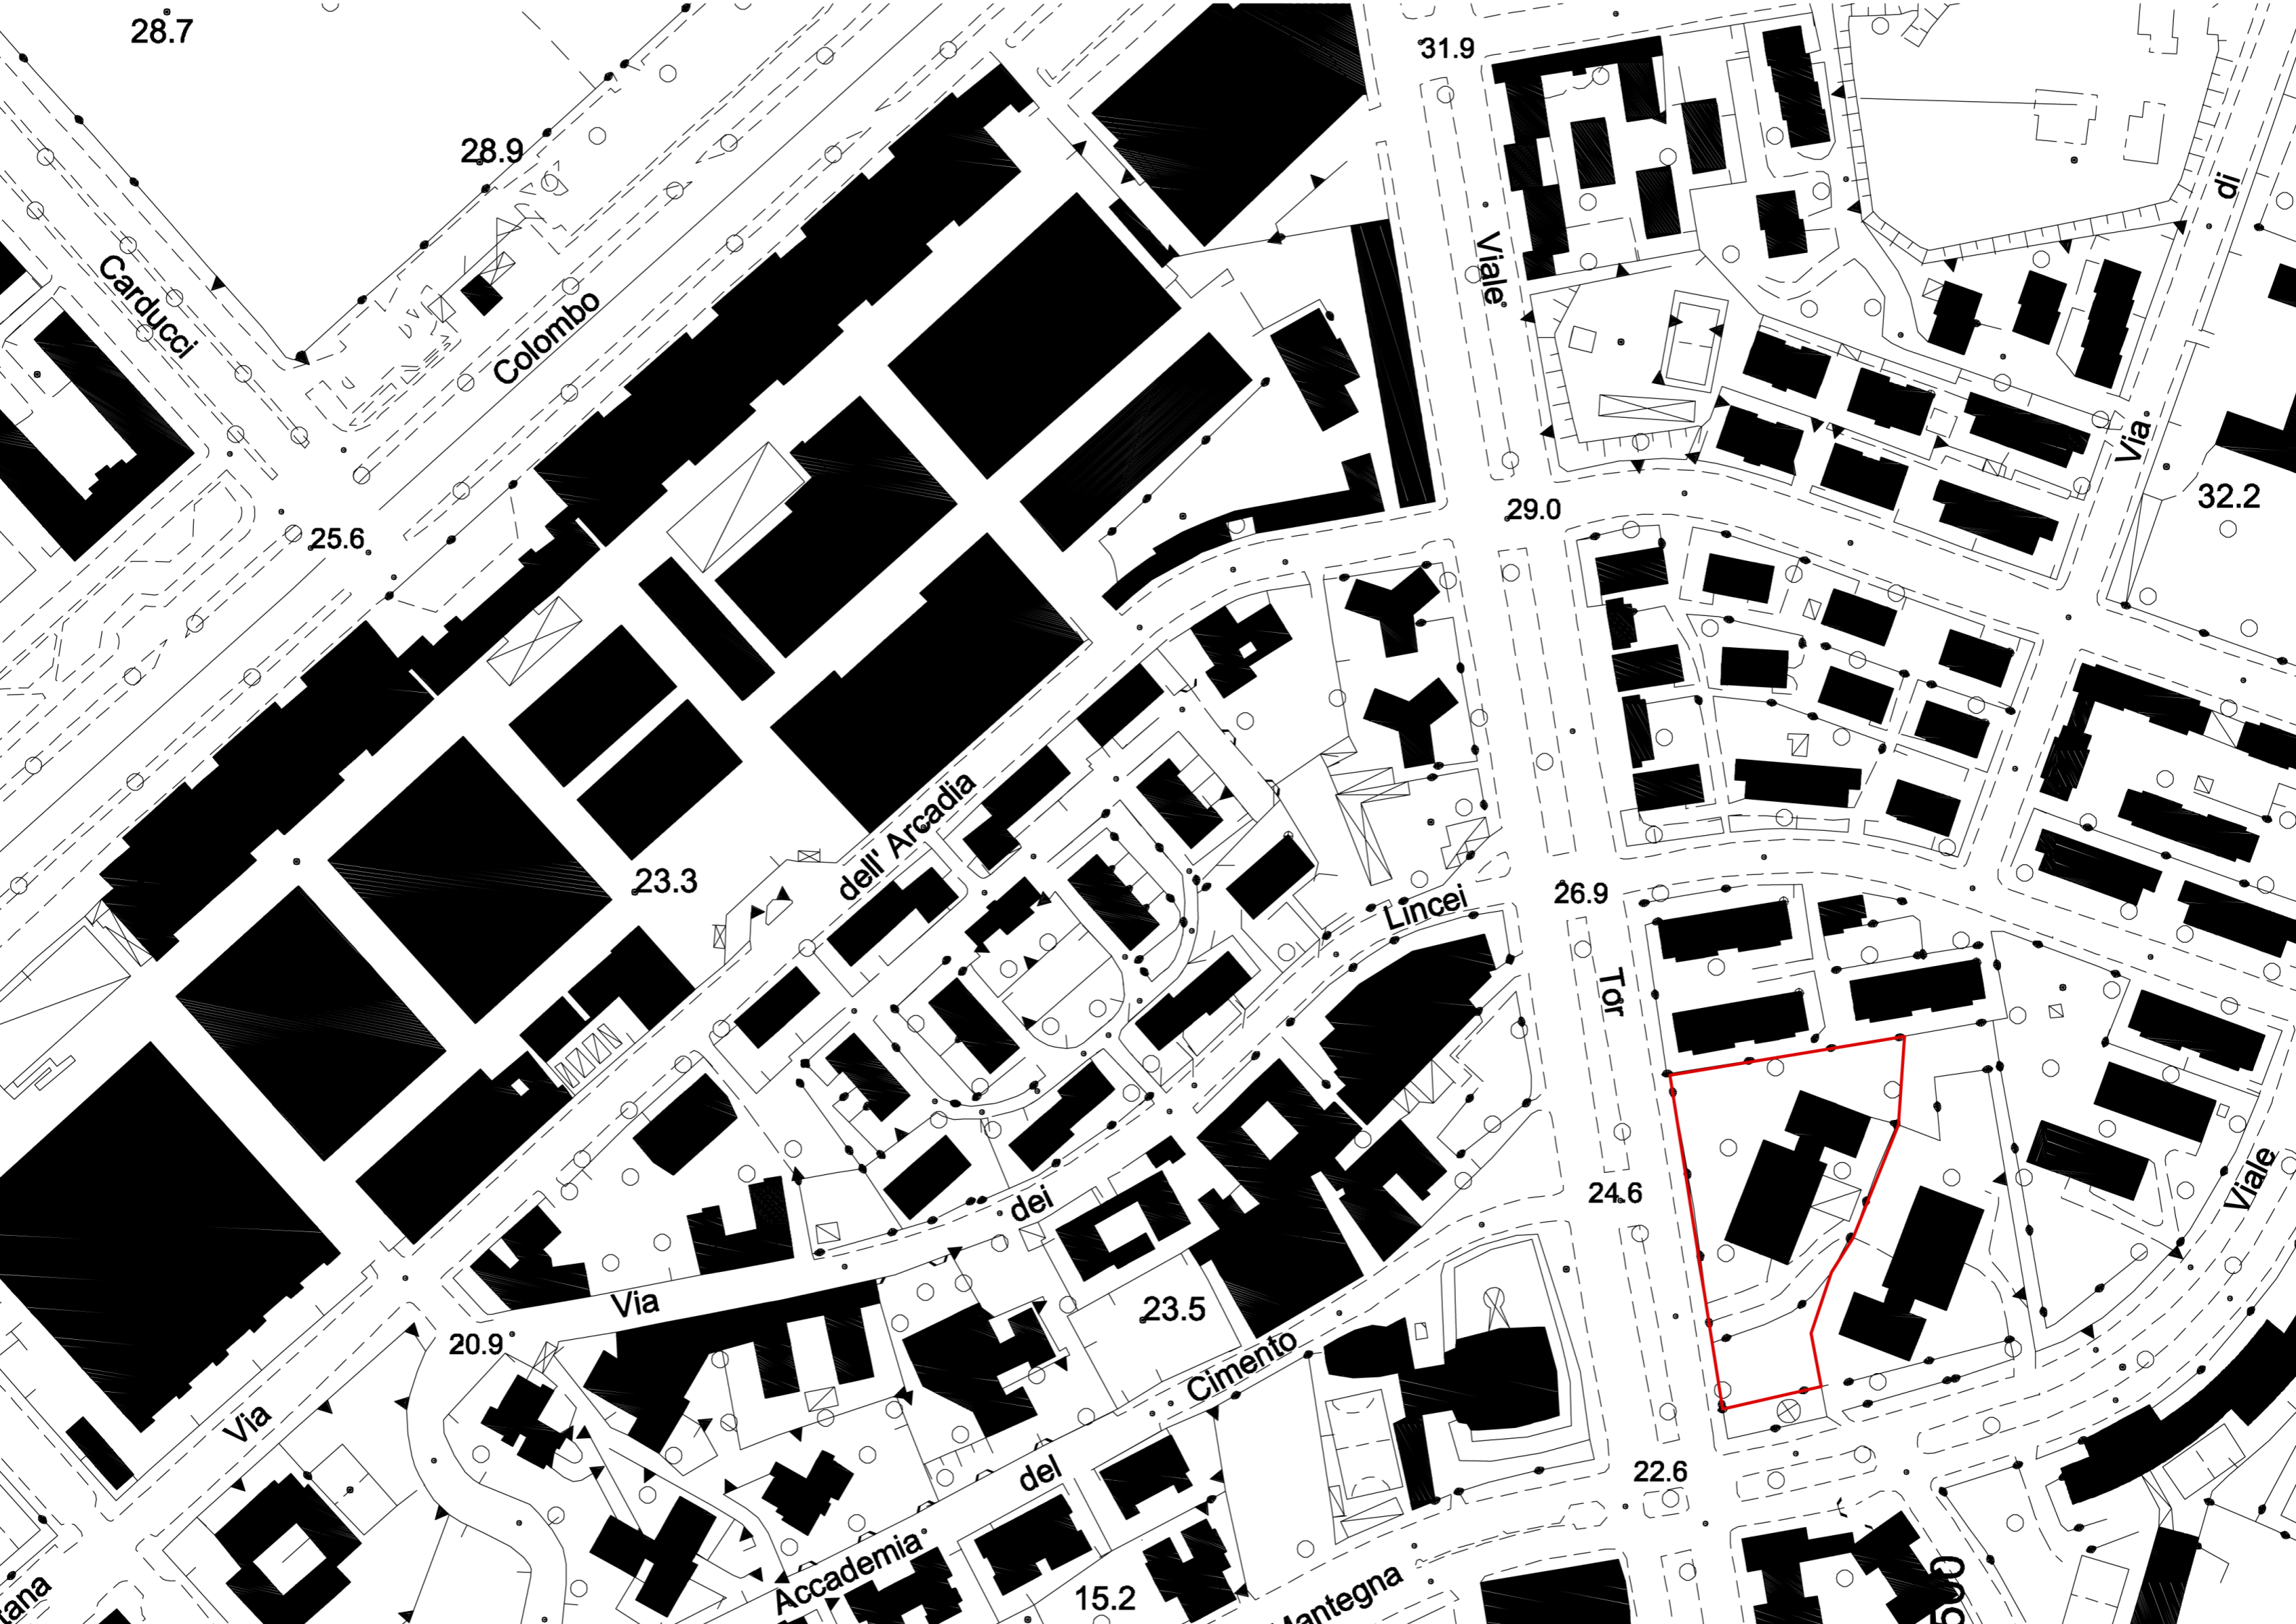 28.7
31.9
28.9
di
Carducci
Viale
Colombo
Via
32.2
29.0
25.6
dell' Arcadia
23.3
26.9
Lincei
Tor
Viale
24.6
dei
Via
23.5
20.9
Cimento
Via
22.6
del
Accademia
15.2